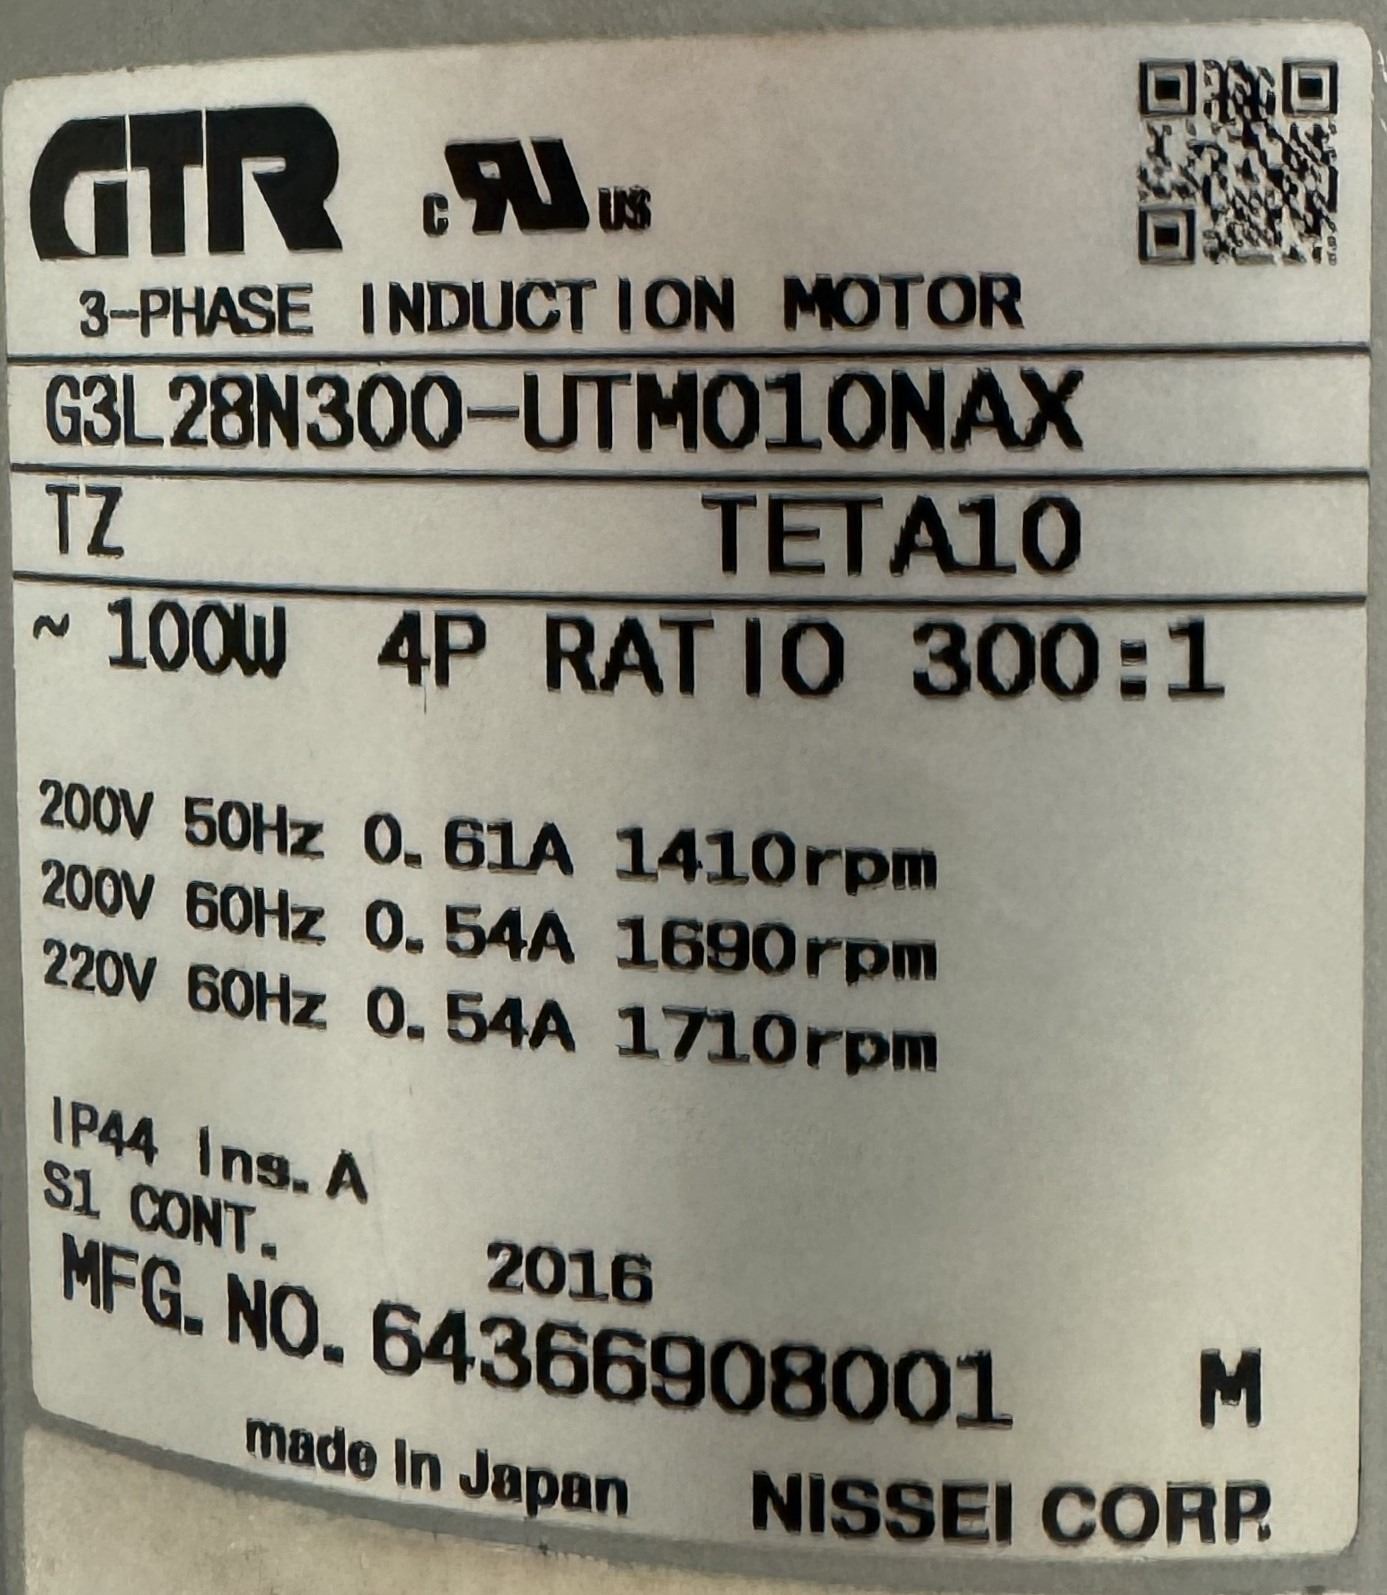 GTR c RU US
3-PHASE INDUCTION MOTOR
G3L28N300-UTM010NAX
TZ TETA10
~ 100W 4P RATIO 300:1
200V 50Hz 0.61A 1410rpm
200V 60Hz 0.54A 1690rpm
220V 60Hz 0.54A 1710rpm
IP44 Ins.A
S1 CONT.
2016
MFG.NO.64366908001 M
made in Japan NISSEI CORP.